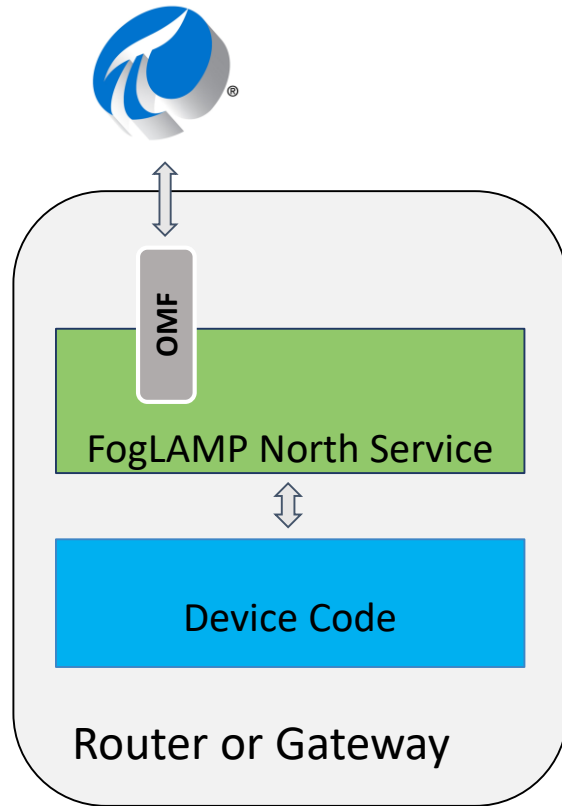 ®
OMF
FogLAMP North Service
Device Code
Router or Gateway